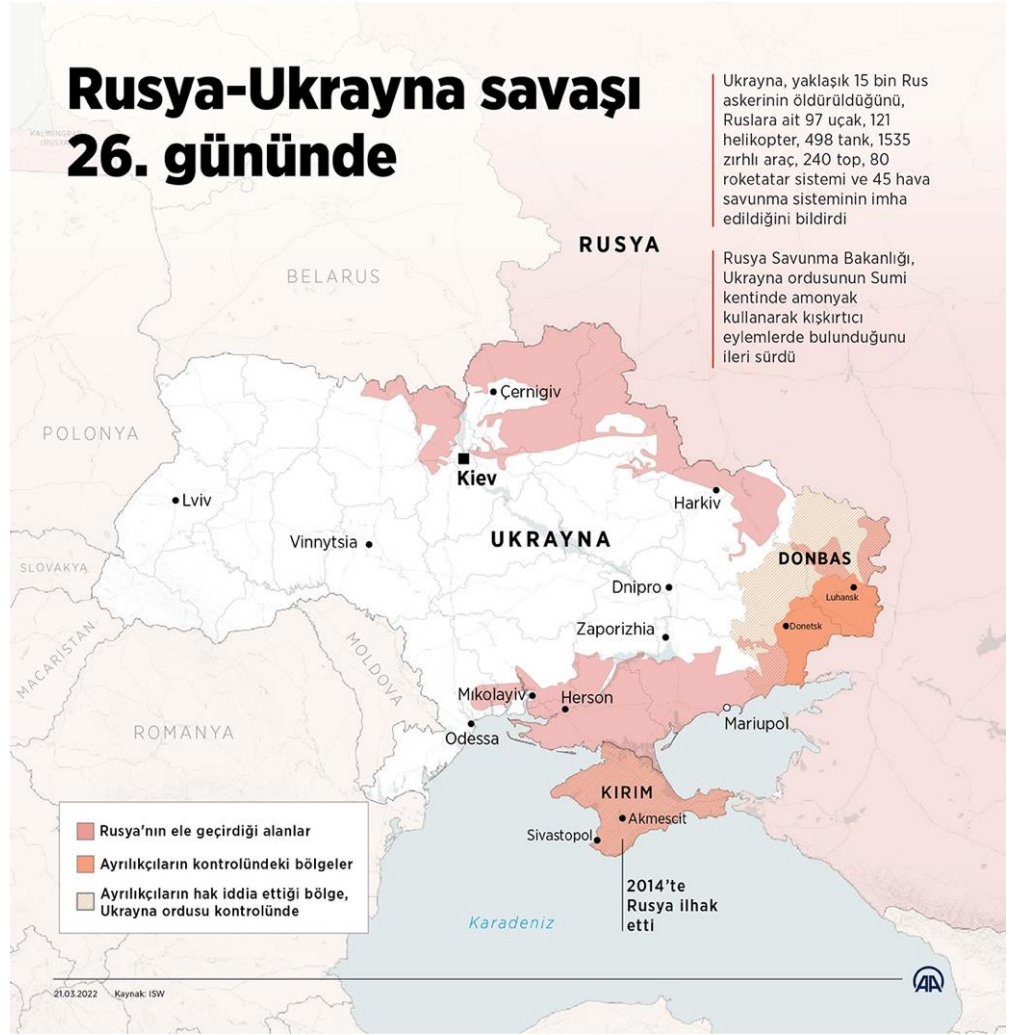 Rusya-Ukrayna savaşı
26. gününde
Ukrayna, yaklaşık 15 bin Rus
askerinin öldürüldüğünü,
Ruslara ait 97 uçak, 121
helikopter, 498 tank, 1535
zırhlı araç, 240 top, 80
roketatar sistemi ve 45 hava
savunma sisteminin imha
edildiğini bildirdi
Rusya Savunma Bakanlığı,
Ukrayna ordusunun Sumi
kentinde amonyak
kullanarak kışkırtıcı
eylemlerde bulunduğunu
ileri sürdü
KALININGRAD
(RUSYA)
RUSYA
BELARUS
Çernigiv
POLONYA
Kiev
Lviv
Harkiv
Vinnytsia
UKRAYNA
DONBAS
SLOVAKYA
Dnipro
Luhansk
Donetsk
Zaporizhia
MACARİSTAN
MOLDOVA
Mıkolayiv
Herson
Mariupol
ROMANYA
Odessa
KIRIM
Akmescit
Sivastopol
Rusya'nın ele geçirdiği alanlar
Ayrılıkçıların kontrolündeki bölgeler
Ayrılıkçıların hak iddia ettiği bölge,
Ukrayna ordusu kontrolünde
2014'te
Rusya ilhak
etti
Karadeniz
21.03.2022 Kaynak: ISW
AA